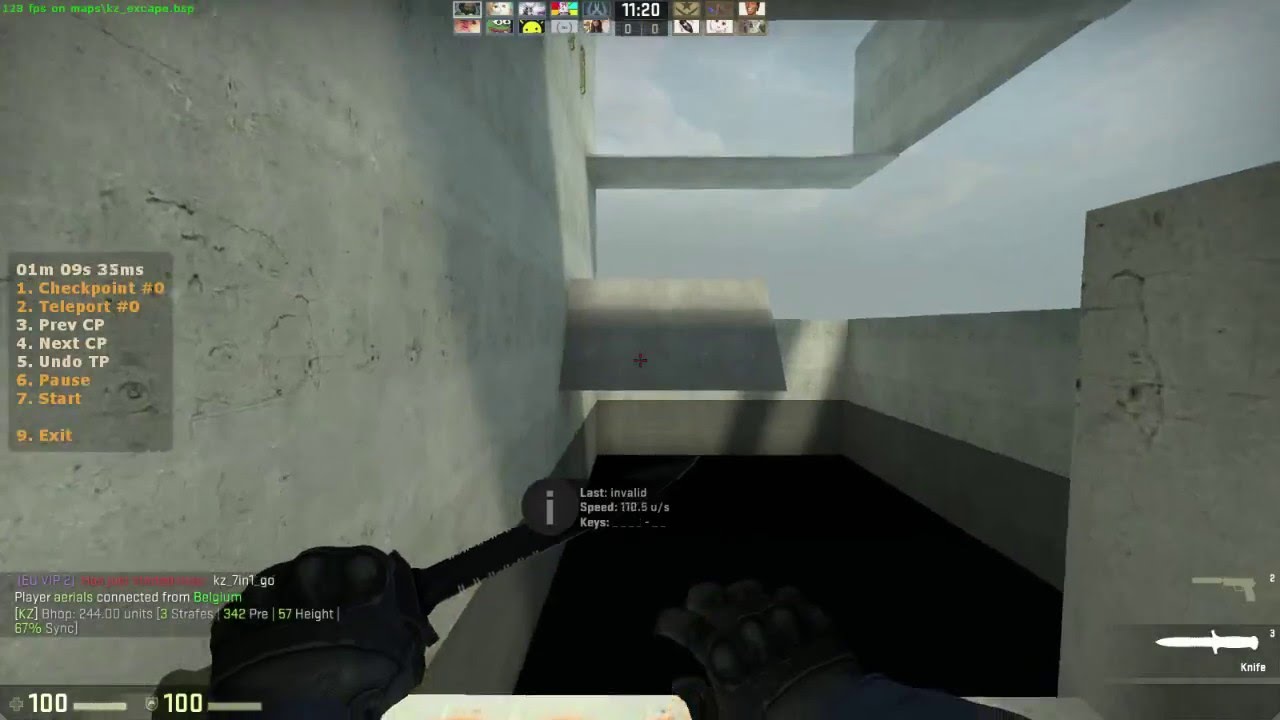 128 fps on maps\kz_excape.bsp
11:20
0 0
01m 09s 35ms
1. Checkpoint #0
2. Teleport #0
3. Prev CP
4. Next CP
5. Undo TP
6. Pause
7. Start
9. Exit
i
Last: invalid
Speed: 110.5 u/s
Keys: _ _ _ _ - _ _
(EU VIP 2) kz_7in1_go
Player aerials connected from Belgium
[KZ] Bhop: 244.00 units [3 Strafes | 342 Pre | 57 Height |
67% Sync]
2
3
Knife
100 100